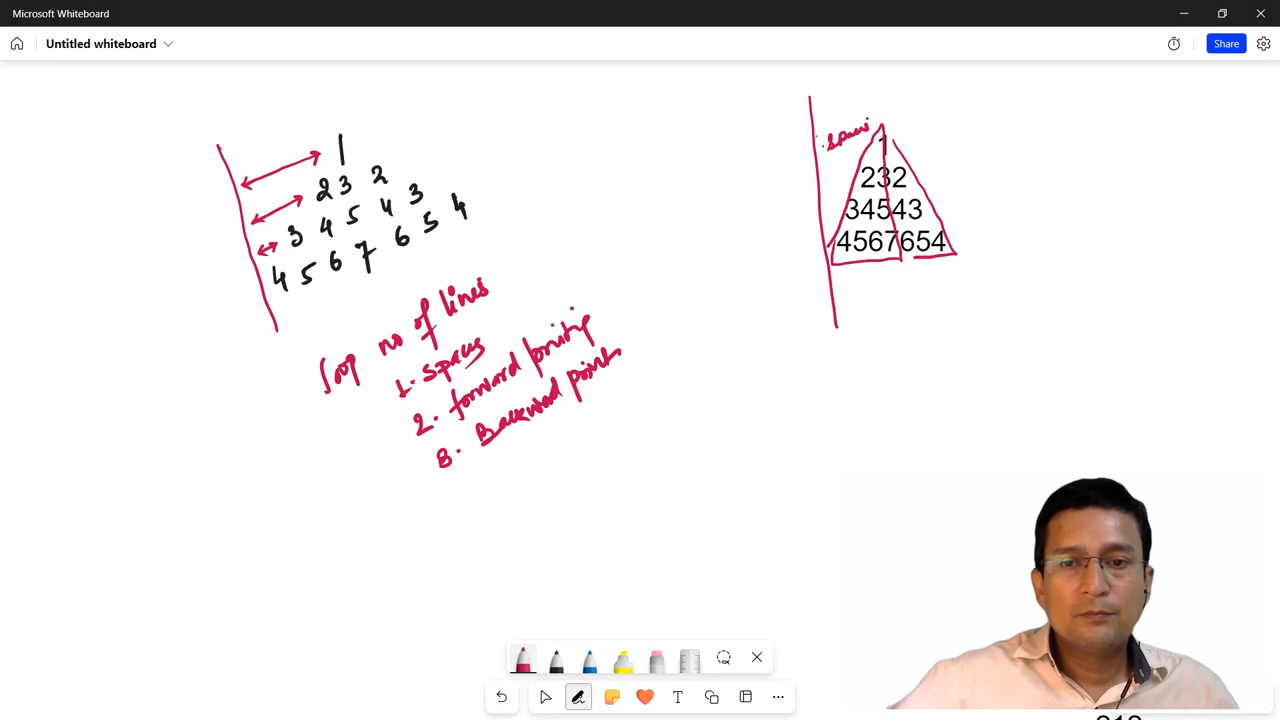 Microsoft Whiteboard
Untitled whiteboard
Share
1
2 3 2
3 4 5 4 3
4 5 6 7 6 5 4
loop no of lines
1. Spaces
2. forward printing
3. Backward print
spaces
1
232
34543
4567654